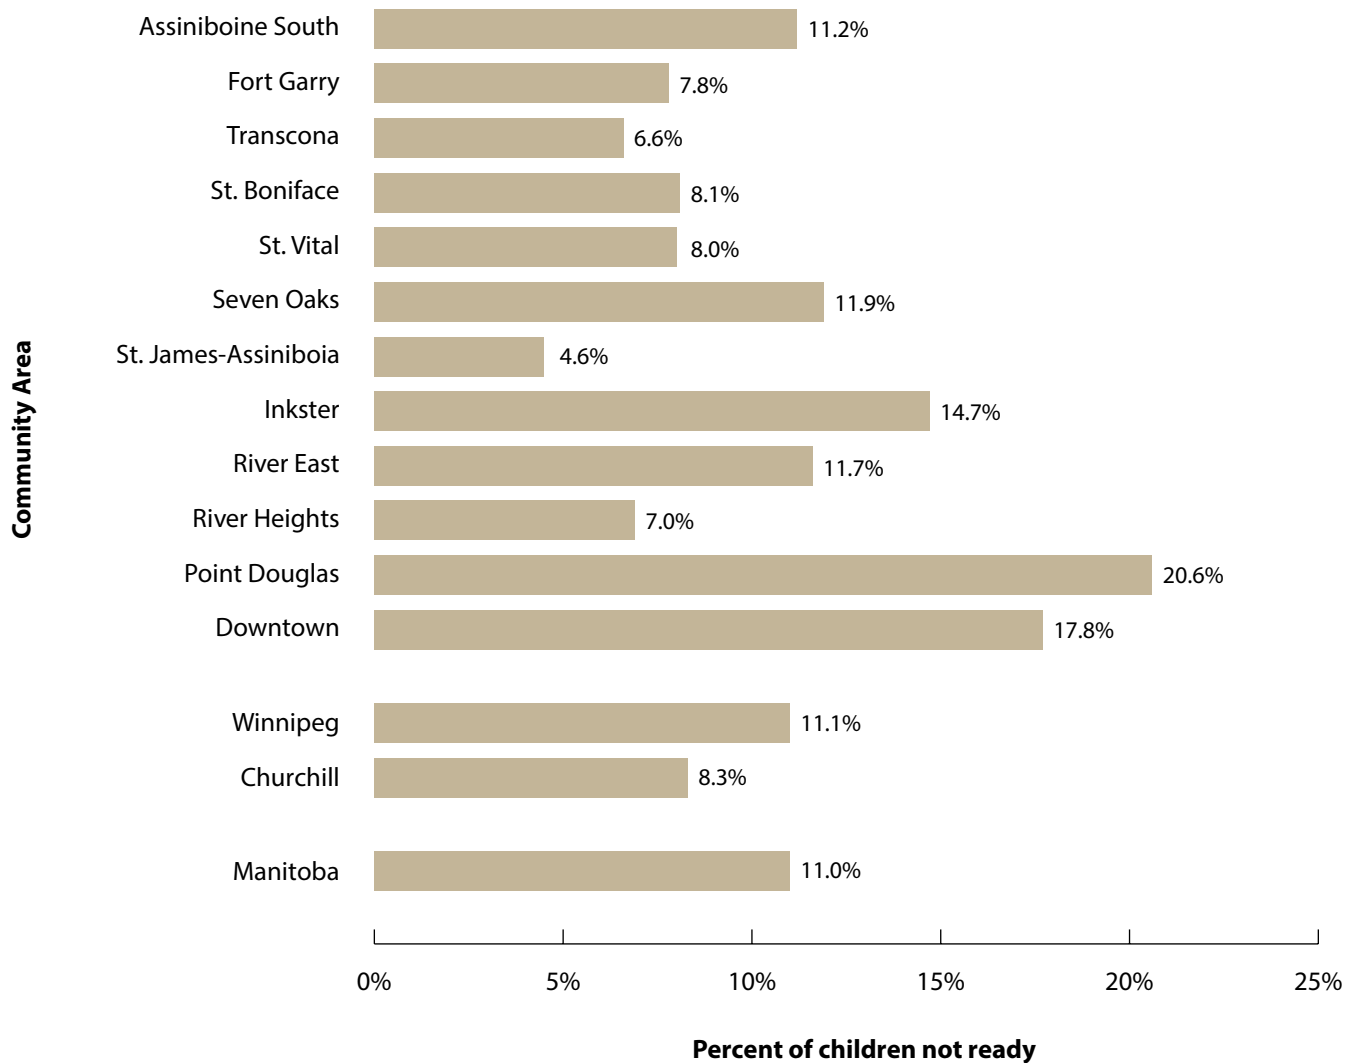 Assiniboine South 11.2%
Fort Garry 7.8%
Transcona 6.6%
St. Boniface 8.1%
St. Vital 8.0%
Seven Oaks 11.9%
St. James-Assiniboia 4.6%
Inkster 14.7%
River East 11.7%
River Heights 7.0%
Point Douglas 20.6%
Downtown 17.8%
Winnipeg 11.1%
Churchill 8.3%
Manitoba 11.0%
Community Area
0% 5% 10% 15% 20% 25%
Percent of children not ready